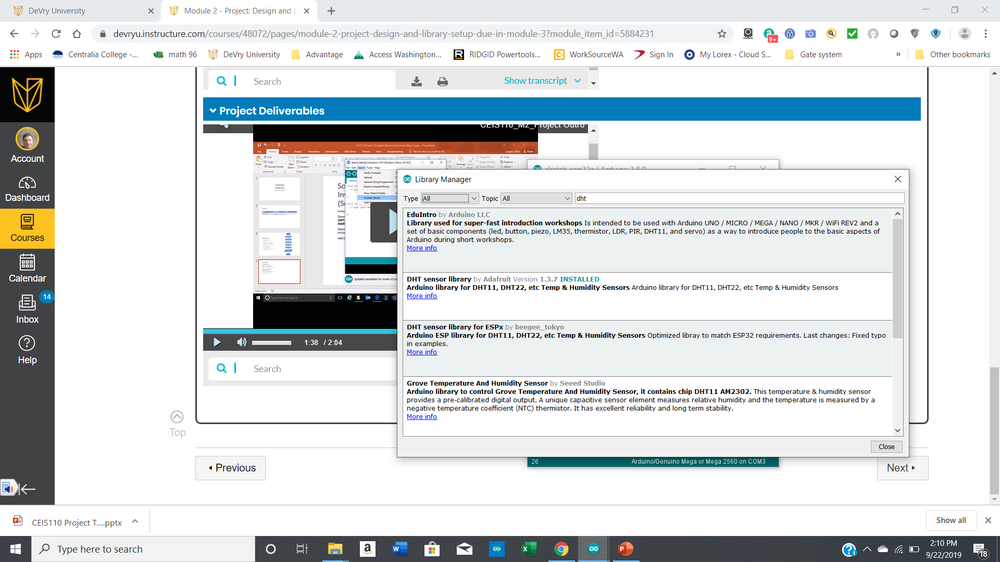 DeVry University
Module 2 - Project: Design and L
devryu.instructure.com/courses/48072/pages/module-2-project-design-and-library-setup-due-in-module-3?module_item_id=5884231
9+
Apps
Centralia College -...
math 96
DeVry University
Advantage
Access Washington...
RIDGID Powertools...
WorkSourceWA
Sign In
My Lorex - Cloud S...
Gate system
»
Other bookmarks
Search
Show transcript
Project Deliverables
CEIS110_M2_Project Outro
Account
Dashboard
Courses
Calendar
14
Inbox
Help
sketch_sep22a | Arduino 1.8.9
Library Manager
Type All
Topic All
dht
EduIntro by Arduino LLC
Library used for super-fast introduction workshops Is intended to be used with Arduino UNO / MICRO / MEGA / NANO / MKR / WiFi REV2 and a
set of basic components (led, button, piezo, LM35, thermistor, LDR, PIR, DHT11, and servo) as a way to introduce people to the basic aspects of
Arduino during short workshops.
More info
DHT sensor library by Adafruit Version 1.3.7 INSTALLED
Arduino library for DHT11, DHT22, etc Temp & Humidity Sensors Arduino library for DHT11, DHT22, etc Temp & Humidity Sensors
More info
DHT sensor library for ESPx by beegee_tokyo
Arduino ESP library for DHT11, DHT22, etc Temp & Humidity Sensors Optimized libray to match ESP32 requirements. Last changes: Fixed typo
in examples.
More info
Grove Temperature And Humidity Sensor by Seeed Studio
Arduino library to control Grove Temperature And Humidity Sensor, it contains chip DHT11 AM2302. This temperature & humidity sensor
provides a pre-calibrated digital output. A unique capacitive sensor element measures relative humidity and the temperature is measured by a
negative temperature coefficient (NTC) thermistor. It has excellent reliability and long term stability.
More info
Close
26
Arduino/Genuino Mega or Mega 2560 on COM3
1:38 / 2:04
Search
Top
Previous
Next
CEIS110 Project T....pptx
Show all
Type here to search
2:10 PM
9/22/2019
18